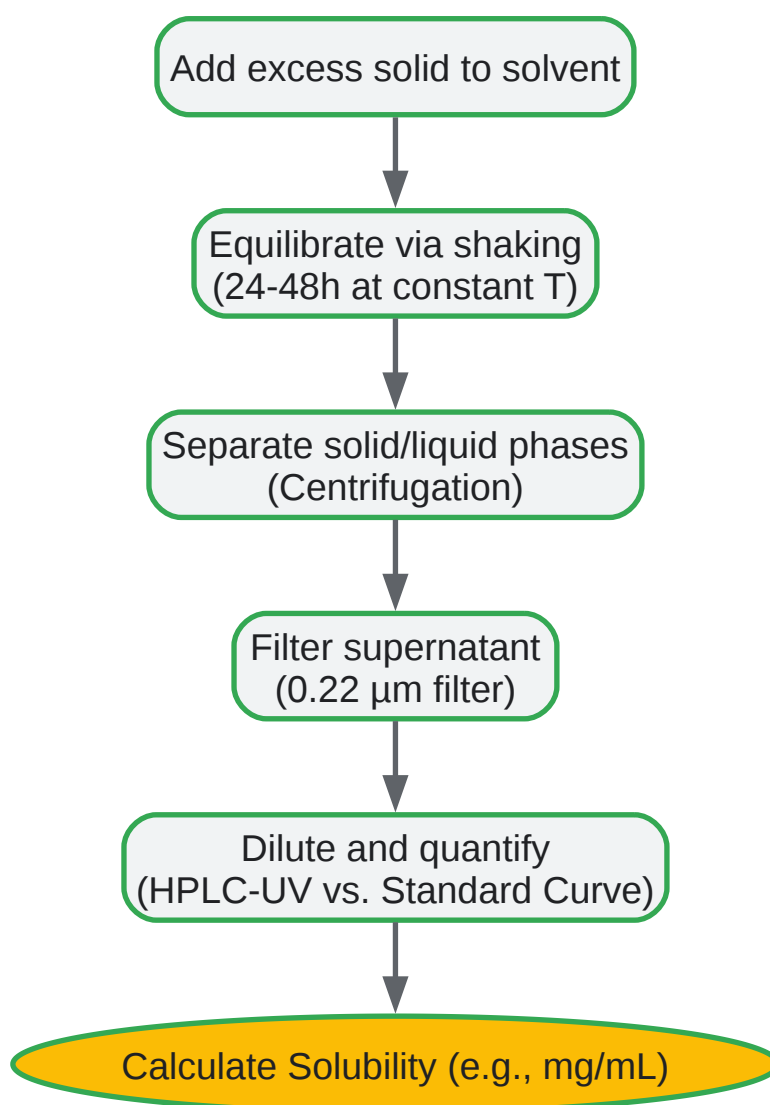 Add excess solid to solvent
Equilibrate via shaking
(24-48h at constant T)
Separate solid/liquid phases
(Centrifugation)
Filter supernatant
(0.22 µm filter)
Dilute and quantify
(HPLC-UV vs. Standard Curve)
Calculate Solubility (e.g., mg/mL)